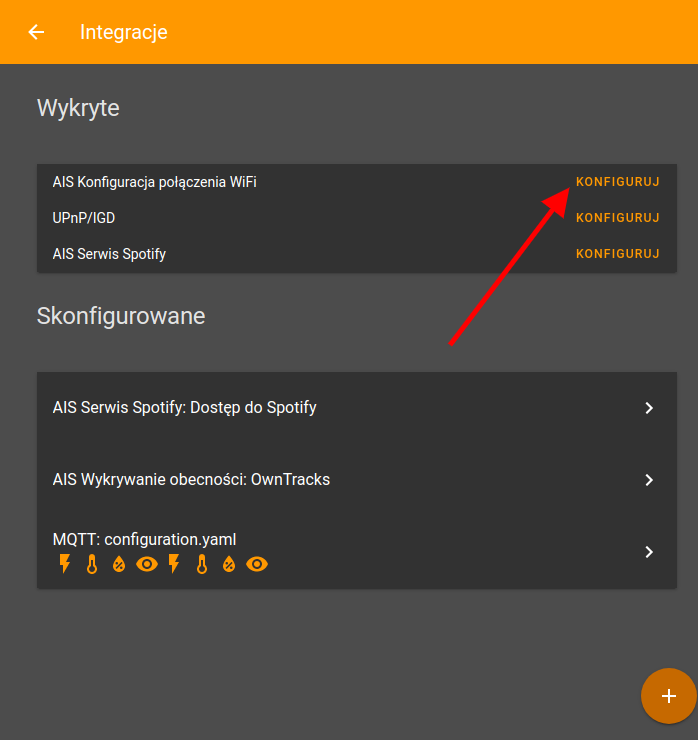 Integracje
Wykryte
AIS Konfiguracja połączenia WiFi KONFIGURUJ
UPnP/IGD KONFIGURUJ
AIS Serwis Spotify KONFIGURUJ
Skonfigurowane
AIS Serwis Spotify: Dostęp do Spotify
AIS Wykrywanie obecności: OwnTracks
MQTT: configuration.yaml